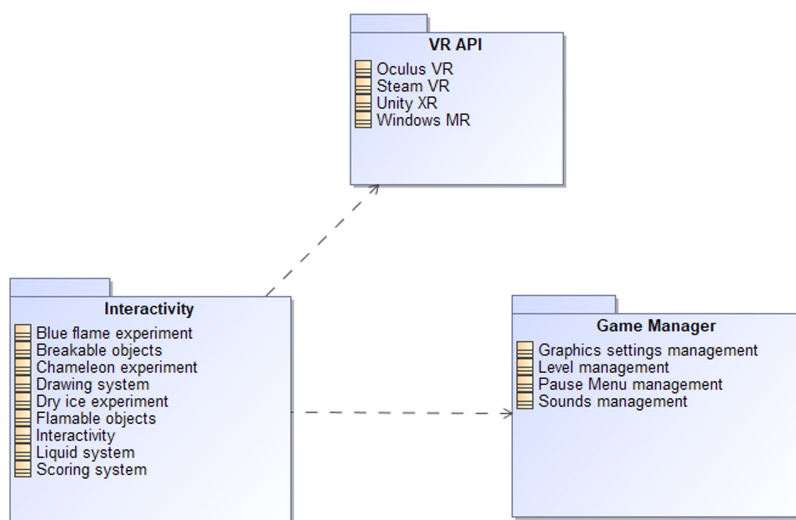 VR API
Oculus VR
Steam VR
Unity XR
Windows MR
Interactivity
Blue flame experiment
Breakable objects
Chameleon experiment
Drawing system
Dry ice experiment
Flamable objects
Interactivity
Liquid system
Scoring system
Game Manager
Graphics settings management
Level management
Pause Menu management
Sounds management